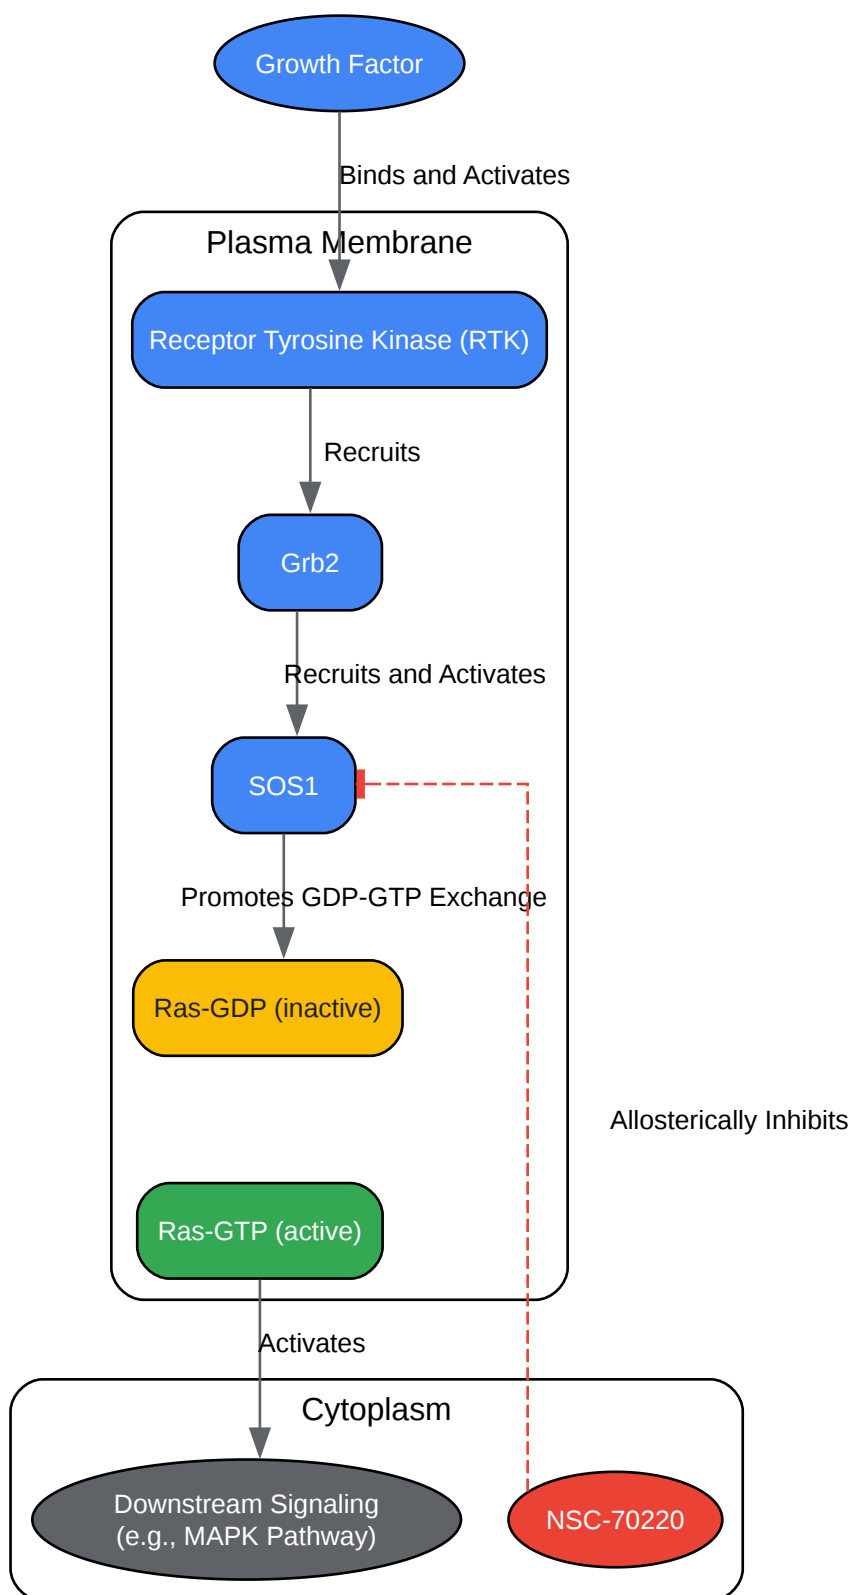 Growth Factor
Binds and Activates
Plasma Membrane
Receptor Tyrosine Kinase (RTK)
Recruits
Grb2
Recruits and Activates
SOS1
Promotes GDP-GTP Exchange
Ras-GDP (inactive)
Allosterically Inhibits
Ras-GTP (active)
Activates
Cytoplasm
Downstream Signaling
(e.g., MAPK Pathway)
NSC-70220